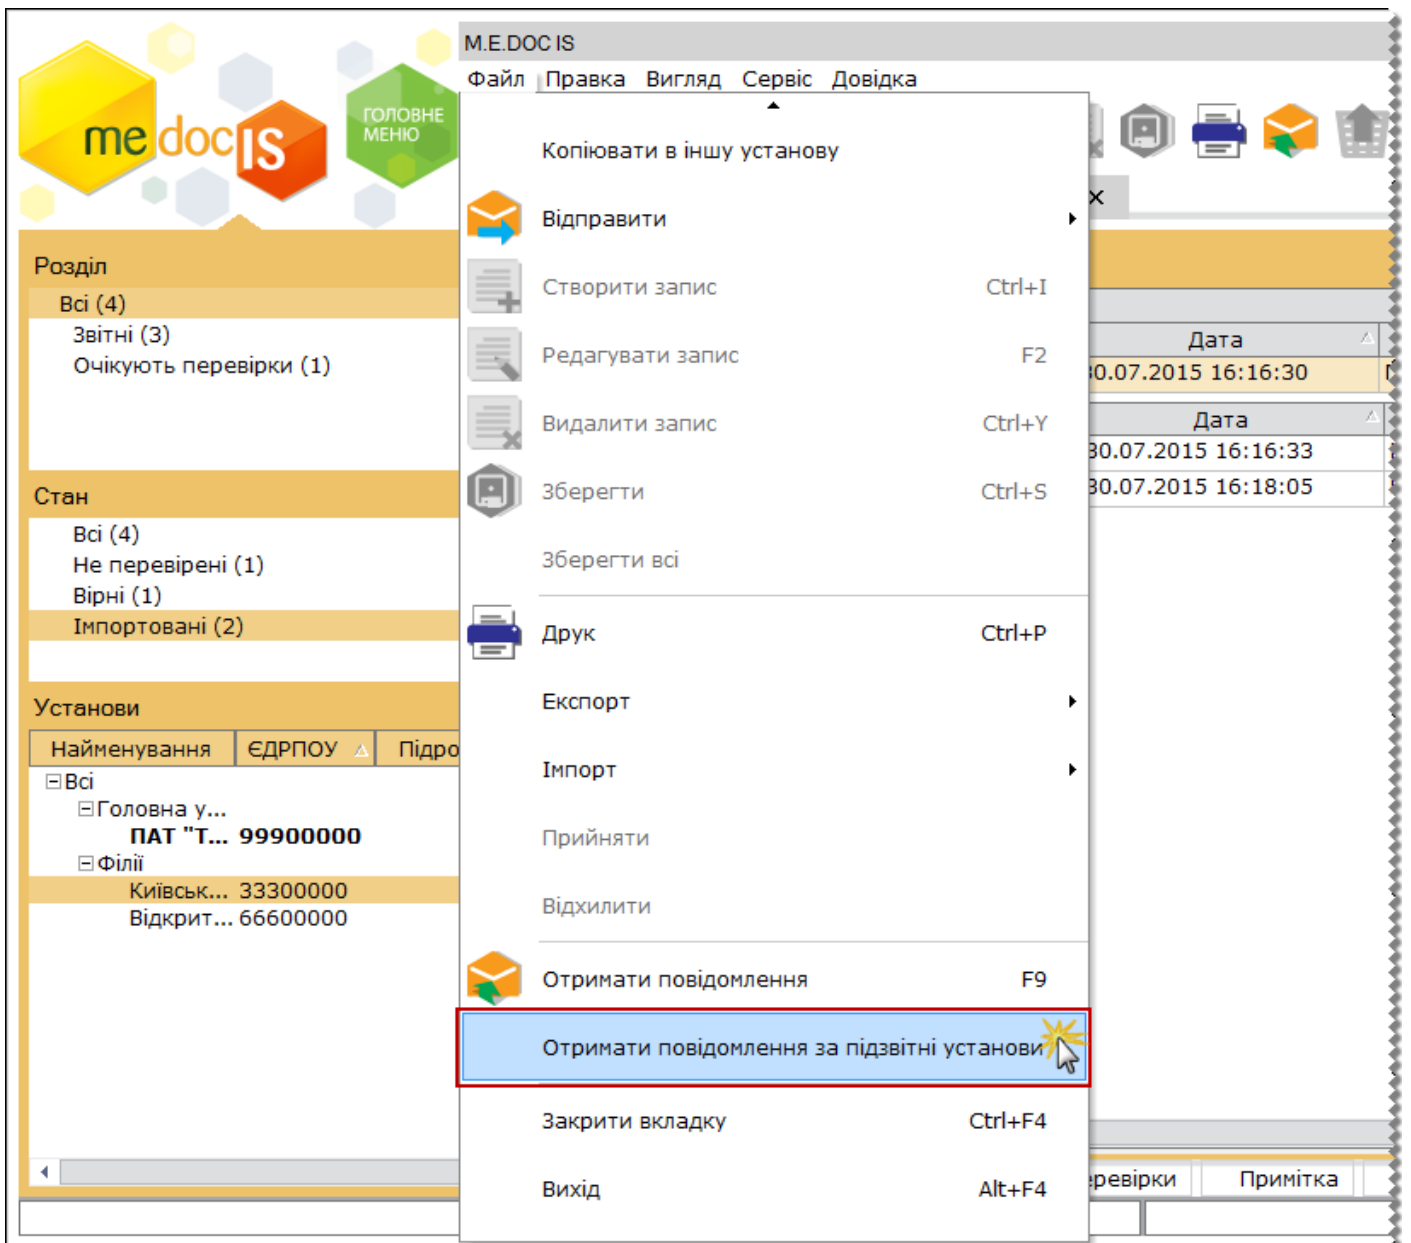 M.E.DOC IS
Файл Правка Вигляд Сервіс Довідка
me doc IS
ГОЛОВНЕ
МЕНЮ
Копіювати в іншу установу
Відправити
Створити запис Ctrl+I
Редагувати запис F2
Видалити запис Ctrl+Y
Зберегти Ctrl+S
Зберегти всі
Друк Ctrl+P
Експорт
Імпорт
Прийняти
Відхилити
Отримати повідомлення F9
Отримати повідомлення за підзвітні установи
Закрити вкладку Ctrl+F4
Вихід Alt+F4
Розділ
Всі (4)
Звітні (3)
Очікують перевірки (1)
Стан
Всі (4)
Не перевірені (1)
Вірні (1)
Імпортовані (2)
Установи
Найменування ЄДРПОУ Підро
Всі
Головна у...
ПАТ "Т... 99900000
Філії
Київськ... 33300000
Відкрит... 66600000
Дата
0.07.2015 16:16:30
Дата
30.07.2015 16:16:33
30.07.2015 16:18:05
еревірки Примітка